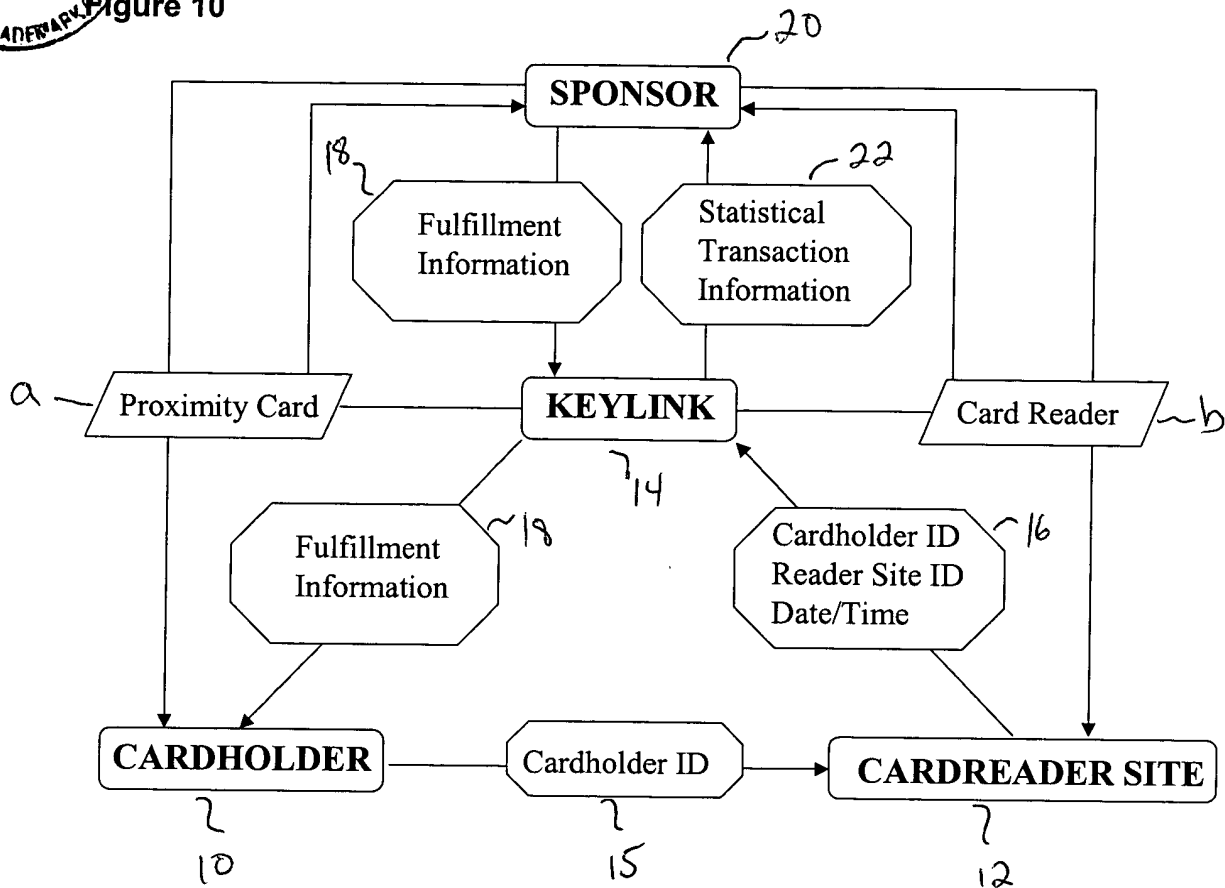 Figure 10
20
SPONSOR
18
22
Fulfillment
Information
Statistical
Transaction
Information
a
Proximity Card
KEYLINK
Card Reader
b
14
Fulfillment
Information
18
Cardholder ID
Reader Site ID
Date/Time
16
CARDHOLDER
Cardholder ID
CARDREADER SITE
10
15
12